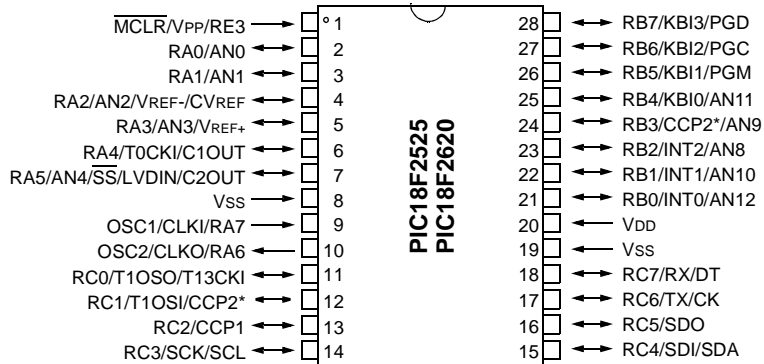 MCLR/VPP/RE3 1 28 RB7/KBI3/PGD
RA0/AN0 2 27 RB6/KBI2/PGC
RA1/AN1 3 26 RB5/KBI1/PGM
RA2/AN2/VREF-/CVREF 4 25 RB4/KBI0/AN11
RA3/AN3/VREF+ 5 24 RB3/CCP2*/AN9
RA4/T0CKI/C1OUT 6 23 RB2/INT2/AN8
RA5/AN4/SS/LVDIN/C2OUT 7 22 RB1/INT1/AN10
VSS 8 21 RB0/INT0/AN12
OSC1/CLKI/RA7 9 20 VDD
OSC2/CLKO/RA6 10 19 VSS
RC0/T1OSO/T13CKI 11 18 RC7/RX/DT
RC1/T1OSI/CCP2* 12 17 RC6/TX/CK
RC2/CCP1 13 16 RC5/SDO
RC3/SCK/SCL 14 15 RC4/SDI/SDA
PIC18F2525
PIC18F2620